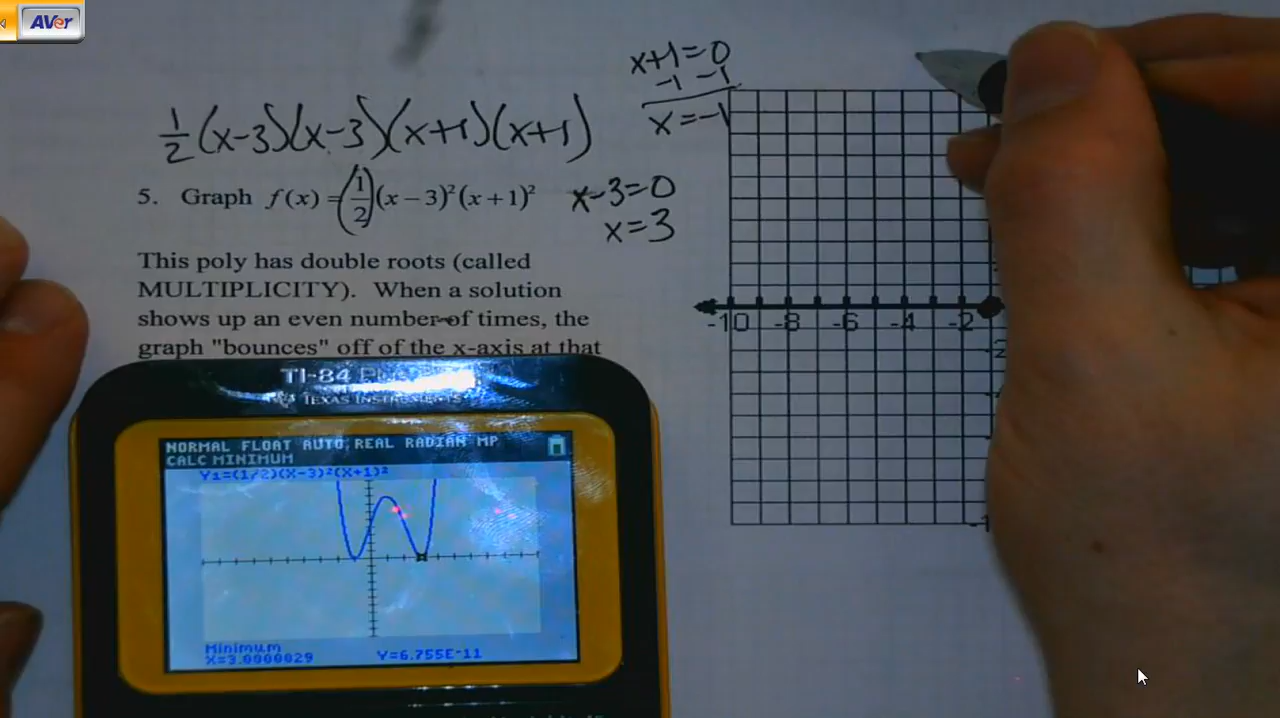 AVer
x+1=0
-1 -1
x=-1
1/2 (x-3)(x-3)(x+1)(x+1)
5. Graph f(x) = (1/2)(x − 3)²(x + 1)²
x-3=0
x=3
This poly has double roots (called
MULTIPLICITY). When a solution
shows up an even number of times, the
graph "bounces" off of the x-axis at that
-10 -8 -6 -4 -2
-2
TI-84
TEXAS INSTRUMENTS
NORMAL FLOAT AUTO REAL RADIAN MP
CALC MINIMUM
Y1=(1/2)(X-3)²(X+1)²
Minimum
X=3.0000029 Y=6.755E-11